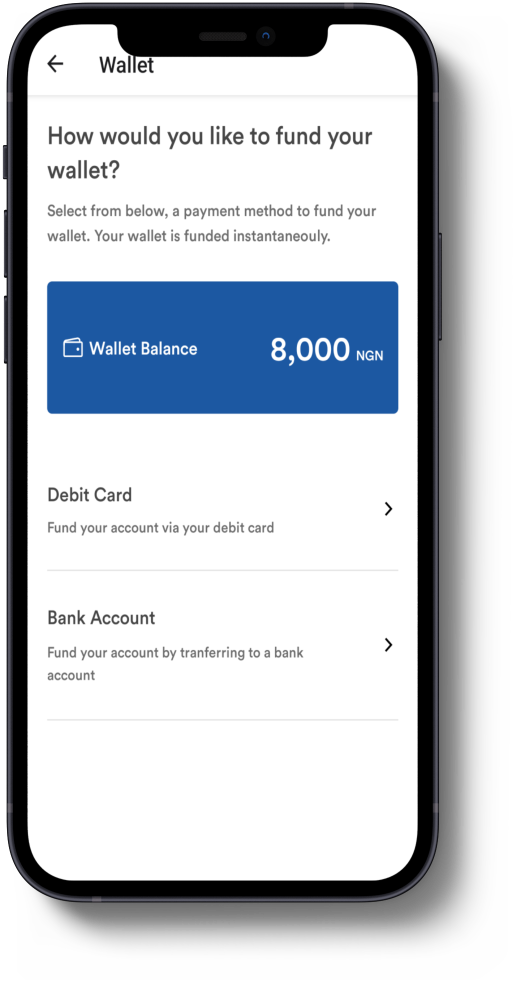 Wallet
How would you like to fund your
wallet?
Select from below, a payment method to fund your
wallet. Your wallet is funded instantaneouly.
Wallet Balance 8,000 NGN
Debit Card
Fund your account via your debit card
Bank Account
Fund your account by tranferring to a bank
account